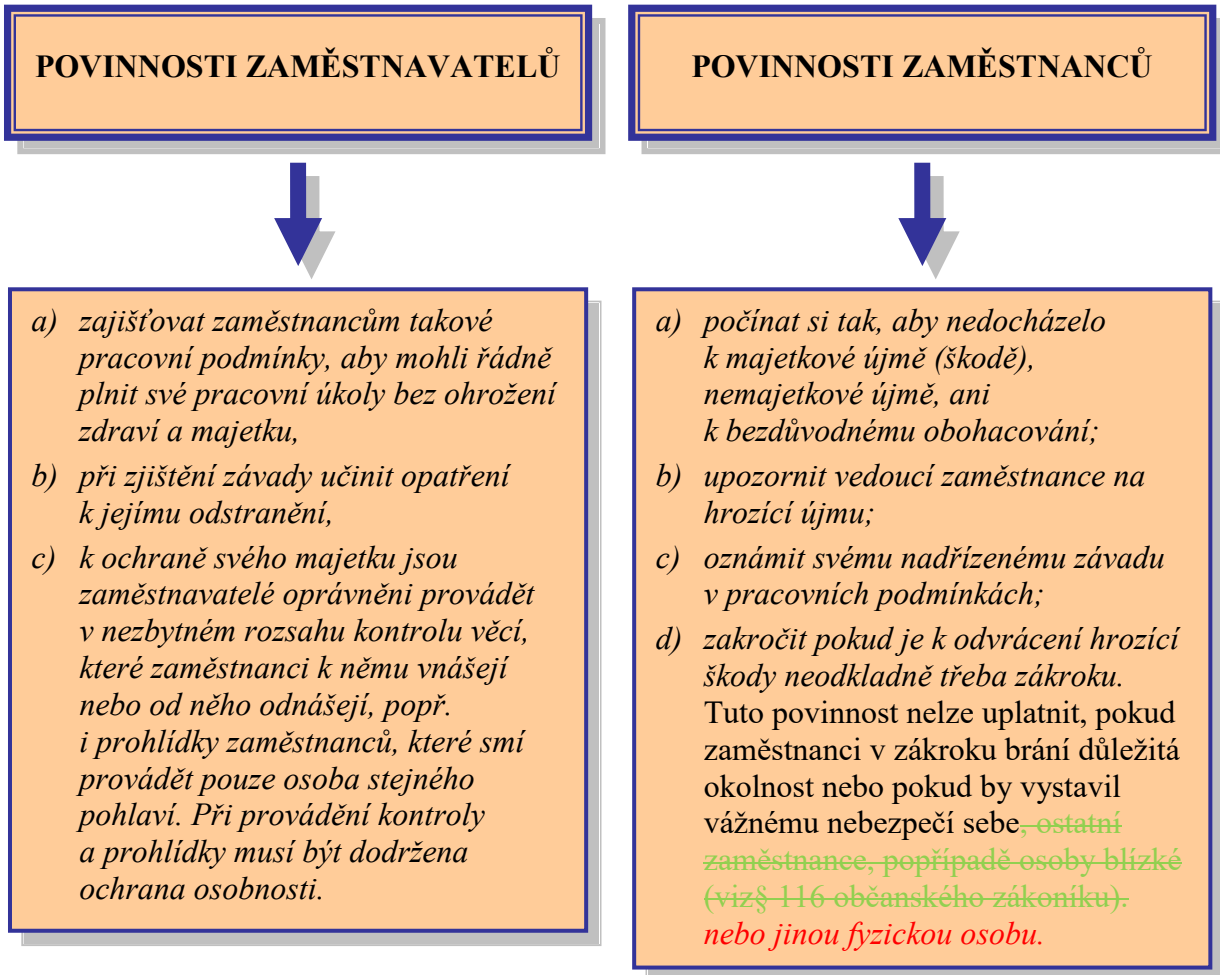 POVINNOSTI ZAMĚSTNAVATELŮ
a) zajišťovat zaměstnancům takové
pracovní podmínky, aby mohli řádně
plnit své pracovní úkoly bez ohrožení
zdraví a majetku,
b) při zjištění závady učinit opatření
k jejímu odstranění,
c) k ochraně svého majetku jsou
zaměstnavatelé oprávněni provádět
v nezbytném rozsahu kontrolu věcí,
které zaměstnanci k němu vnášejí
nebo od něho odnášejí, popř.
i prohlídky zaměstnanců, které smí
provádět pouze osoba stejného
pohlaví. Při provádění kontroly
a prohlídky musí být dodržena
ochrana osobnosti.
POVINNOSTI ZAMĚSTNANCŮ
a) počínat si tak, aby nedocházelo
k majetkové újmě (škodě),
nemajetkové újmě, ani
k bezdůvodnému obohacování;
b) upozornit vedoucí zaměstnance na
hrozící újmu;
c) oznámit svému nadřízenému závadu
v pracovních podmínkách;
d) zakročit pokud je k odvrácení hrozící
škody neodkladně třeba zákroku.
Tuto povinnost nelze uplatnit, pokud
zaměstnanci v zákroku brání důležitá
okolnost nebo pokud by vystavil
vážnému nebezpečí sebe, ostatní
zaměstnance, popřípadě osoby blízké
(viz§ 116 občanského zákoníku).
nebo jinou fyzickou osobu.